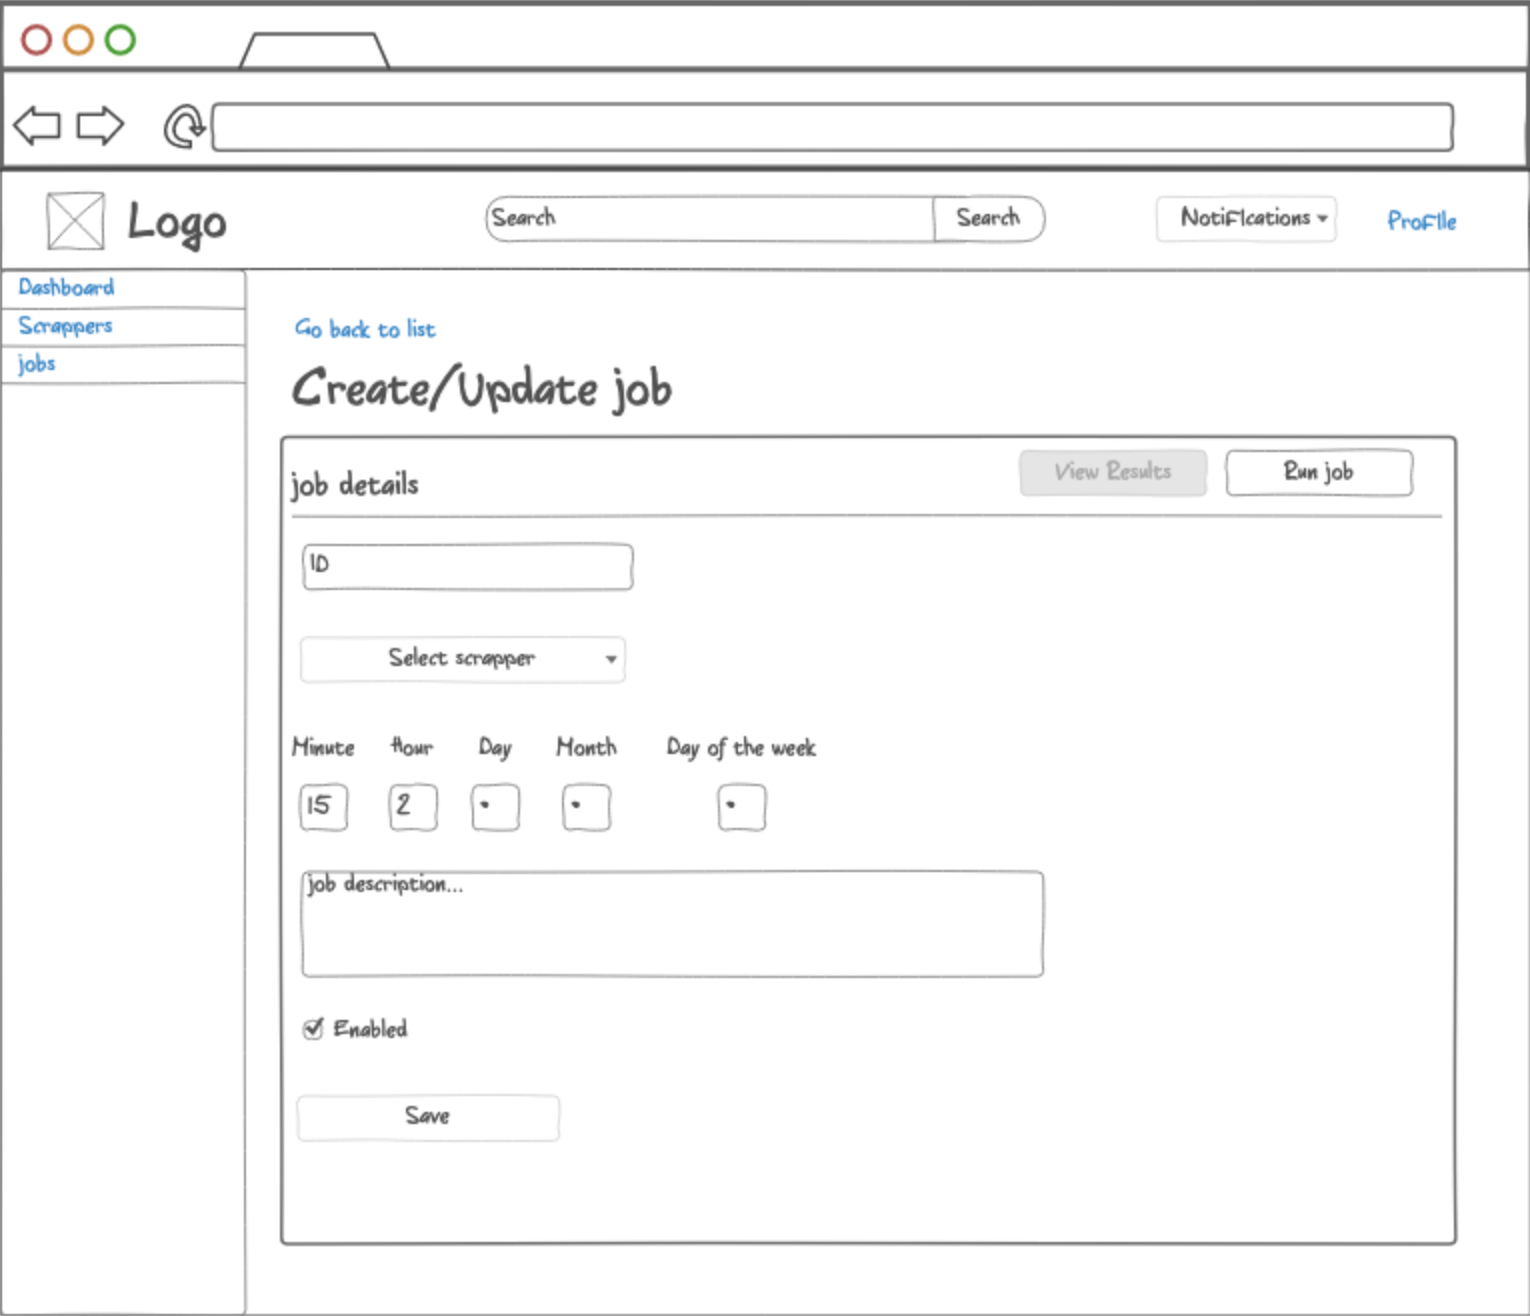 Logo
Search Search Notifications Profile
Dashboard
Scrappers
jobs
Go back to list
Create/Update job
job details View Results Run job
ID
Select scrapper
Minute Hour Day Month Day of the week
15 2 * * *
job description...
Enabled
Save